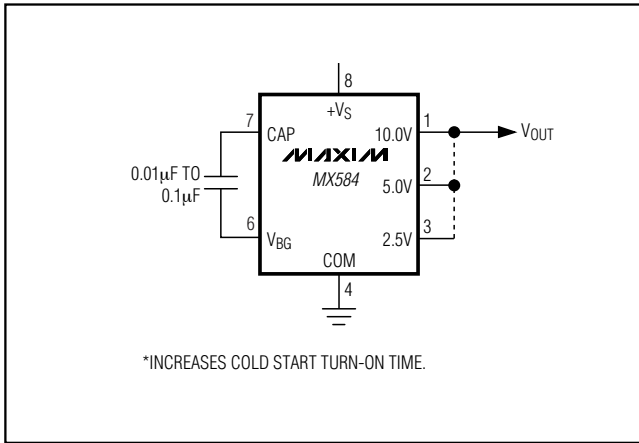 8
+VS
7
CAP
10.0V
1
VOUT
MAXIM
MX584
0.01μF TO
0.1μF
5.0V
2
6
VBG
2.5V
3
COM
4
*INCREASES COLD START TURN-ON TIME.